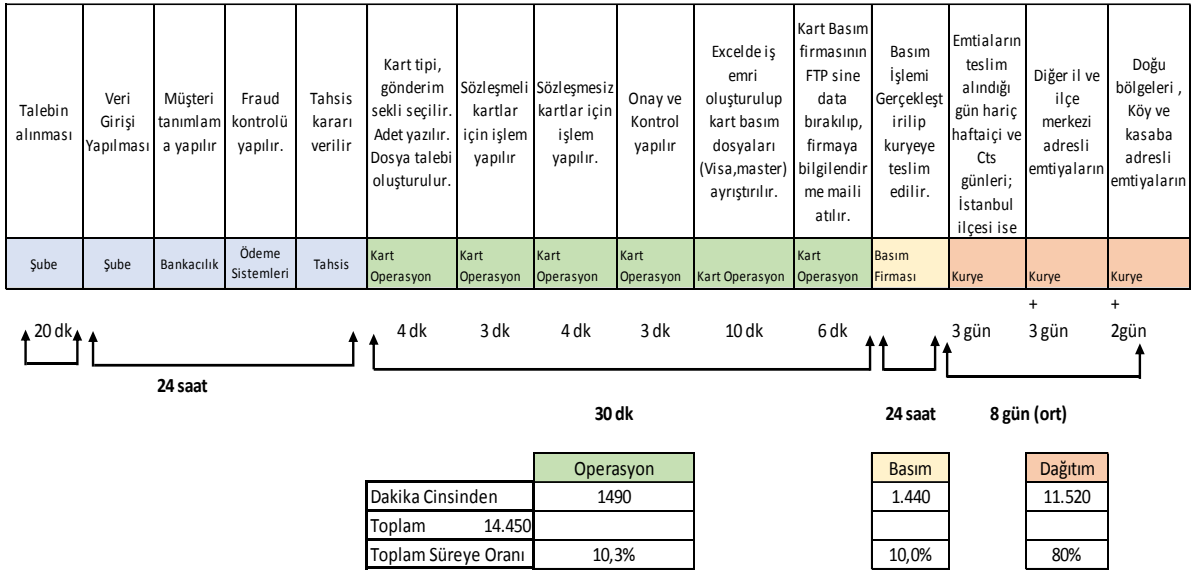 Talebin
alınması
Veri
Girişi
Yapılması
Müşteri
tanımlam
a yapılır
Fraud
kontrolü
yapılır.
Tahsis
kararı
verilir
Kart tipi,
gönderim
sekli seçilir.
Adet yazılır.
Dosya talebi
oluşturulur.
Sözleşmeli
kartlar
için işlem
yapılır
Sözleşmesiz
kartlar için
işlem
yapılır.
Onay ve
Kontrol
yapılır
Excelde iş
emri
oluşturulup
kart basım
dosyaları
(Visa,master)
ayrıştırılır.
Kart Basım
firmasının
FTP sine
data
bırakılıp,
firmaya
bilgilendir
me maili
atılır.
Basım
İşlemi
Gerçekleşt
irilip
kuryeye
teslim
edilir.
Emtiaların
teslim
alındığı
gün hariç
haftaiçi ve
Cts
günleri;
İstanbul
ilçesi ise
Diğer il ve
ilçe
merkezi
adresli
emtiyaların
Doğu
bölgeleri ,
Köy ve
kasaba
adresli
emtiyaların
Şube
Şube
Bankacılık
Ödeme
Sistemleri
Tahsis
Kart
Operasyon
Kart
Operasyon
Kart
Operasyon
Kart
Operasyon
Kart Operasyon
Kart
Operasyon
Basım
Firması
Kurye
Kurye
Kurye
20 dk
4 dk
3 dk
4 dk
3 dk
10 dk
6 dk
3 gün
+
3 gün
+
2gün
24 saat
30 dk
24 saat
8 gün (ort)
Operasyon
Basım
Dağıtım
Dakika Cinsinden
1490
1.440
11.520
Toplam 14.450
Toplam Süreye Oranı
10,3%
10,0%
80%